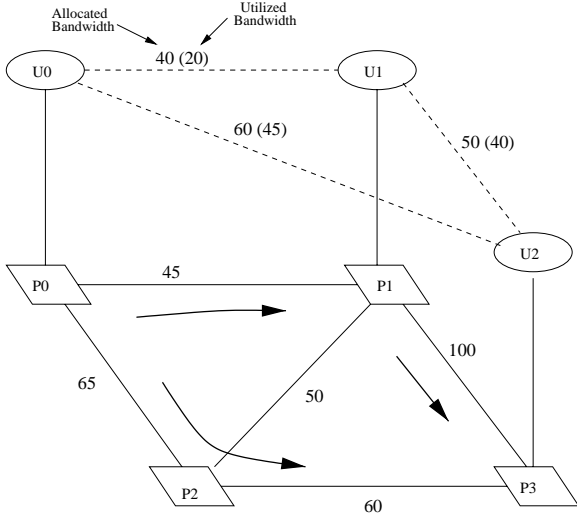 Allocated
Bandwidth
Utilized
Bandwidth
40 (20)
U0
U1
60 (45)
50 (40)
U2
P0
45
P1
65
50
100
P2
60
P3